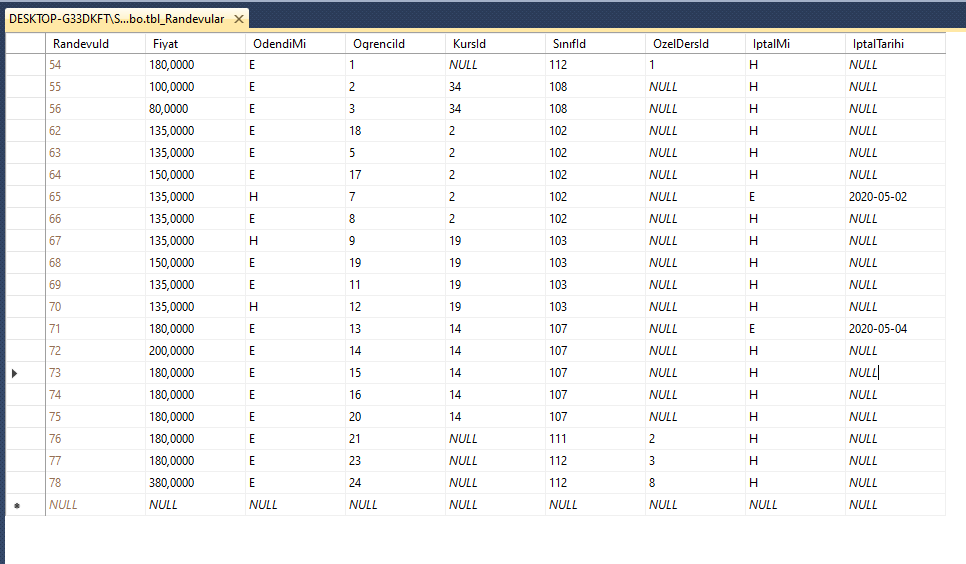 DESKTOP-G33DKFT\S...bo.tbl_Randevular
RandevuId Fiyat OdendiMi OgrenciId KursId SınıfId OzelDersId IptalMi IptalTarihi
54 180,0000 E 1 NULL 112 1 H NULL
55 100,0000 E 2 34 108 NULL H NULL
56 80,0000 E 3 34 108 NULL H NULL
62 135,0000 E 18 2 102 NULL H NULL
63 135,0000 E 5 2 102 NULL H NULL
64 150,0000 E 17 2 102 NULL H NULL
65 135,0000 H 7 2 102 NULL E 2020-05-02
66 135,0000 E 8 2 102 NULL H NULL
67 135,0000 H 9 19 103 NULL H NULL
68 150,0000 E 19 19 103 NULL H NULL
69 135,0000 E 11 19 103 NULL H NULL
70 135,0000 H 12 19 103 NULL H NULL
71 180,0000 E 13 14 107 NULL E 2020-05-04
72 200,0000 E 14 14 107 NULL H NULL
73 180,0000 E 15 14 107 NULL H NULL
74 180,0000 E 16 14 107 NULL H NULL
75 180,0000 E 20 14 107 NULL H NULL
76 180,0000 E 21 NULL 111 2 H NULL
77 180,0000 E 23 NULL 112 3 H NULL
78 380,0000 E 24 NULL 112 8 H NULL
NULL NULL NULL NULL NULL NULL NULL NULL NULL